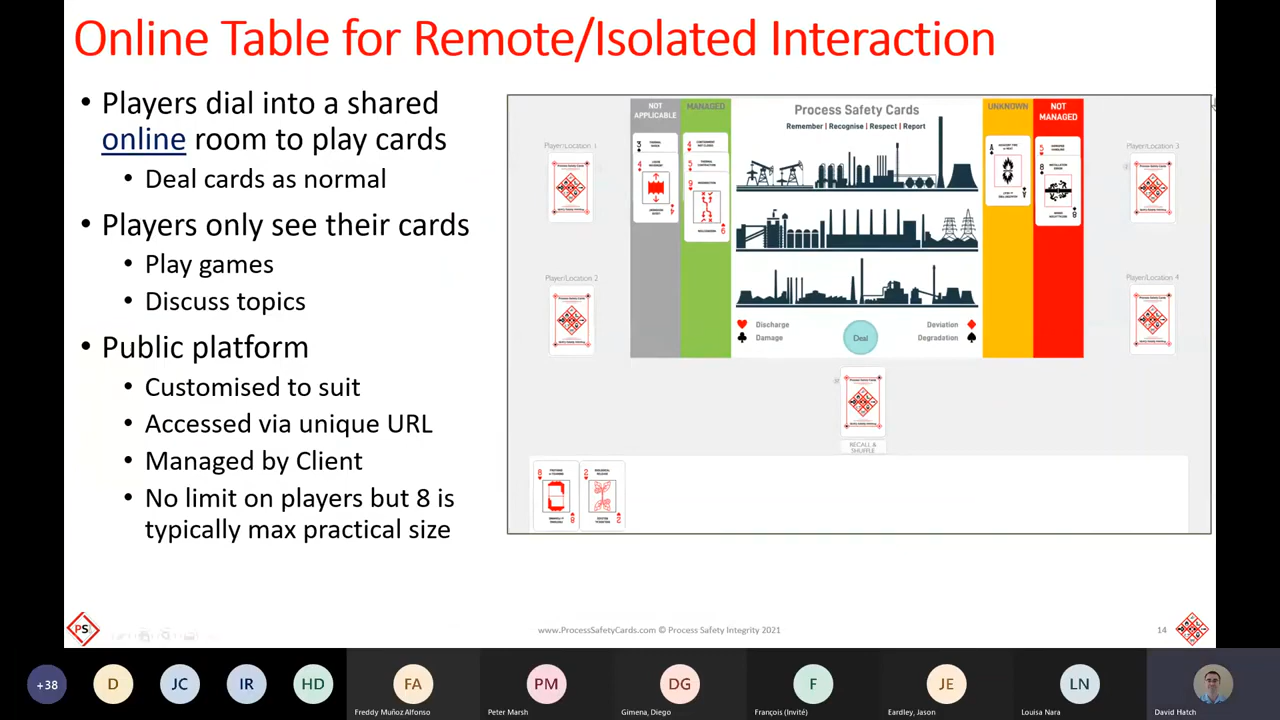 Online Table for Remote/Isolated Interaction
• Players dial into a shared
online room to play cards
• Deal cards as normal
• Players only see their cards
• Play games
• Discuss topics
• Public platform
• Customised to suit
• Accessed via unique URL
• Managed by Client
• No limit on players but 8 is
typically max practical size
NOT
APPLICABLE
MANAGED
Process Safety Cards
Remember | Recognise | Respect | Report
UNKNOWN
NOT
MANAGED
Player/Location 1
Player/Location 2
Player/Location 3
Player/Location 4
Discharge
Damage
Deal
Deviation
Degradation
RECALL &
SHUFFLE
PS
www.ProcessSafetyCards.com © Process Safety Integrity 2021
14
+38
D
JC
IR
HD
FA
Freddy Muñoz Alfonso
PM
Peter Marsh
DG
Gimena, Diego
F
François (Invité)
JE
Eardley, Jason
LN
Louisa Nara
David Hatch